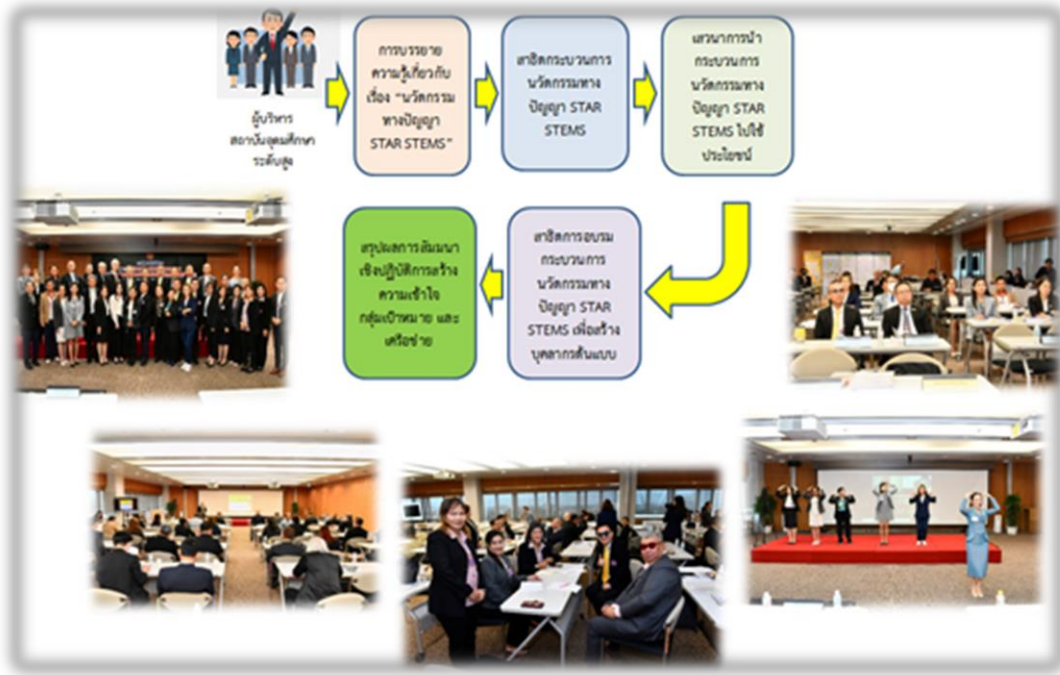 ผู้บริหาร
สถาบันอุดมศึกษา
ระดับสูง
การบรรยาย
ความรู้เกี่ยวกับ
เรื่อง "นวัตกรรม
ทางปัญญา
STAR STEMS"
สาธิตกระบวนการ
นวัตกรรมทาง
ปัญญา STAR
STEMS
เสวนาการนำ
กระบวนการ
นวัตกรรมทาง
ปัญญา STAR
STEMS ไปใช้
ประโยชน์
สาธิตการอบรม
กระบวนการ
นวัตกรรมทาง
ปัญญา STAR
STEMS เพื่อสร้าง
บุคลากรต้นแบบ
สรุปผลการสัมมนา
เชิงปฏิบัติการสร้าง
ความเข้าใจ
กลุ่มเป้าหมาย และ
เครือข่าย